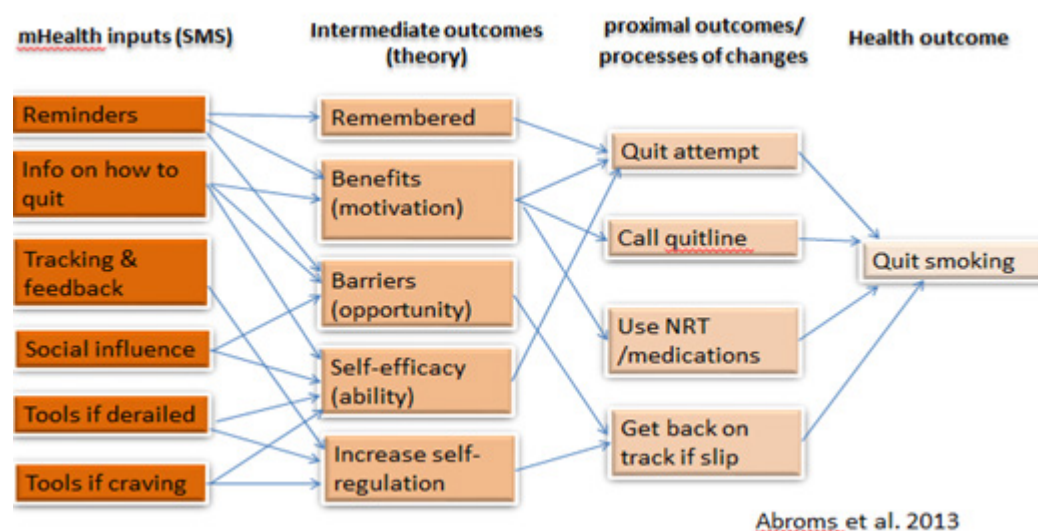 mHealth inputs (SMS)
Intermediate outcomes
(theory)
proximal outcomes/
processes of changes
Health outcome
Reminders
Info on how to
quit
Tracking &
feedback
Social influence
Tools if derailed
Tools if craving
Remembered
Benefits
(motivation)
Barriers
(opportunity)
Self-efficacy
(ability)
Increase self-
regulation
Quit attempt
Call quitline
Use NRT
/medications
Get back on
track if slip
Quit smoking
Abroms et al. 2013